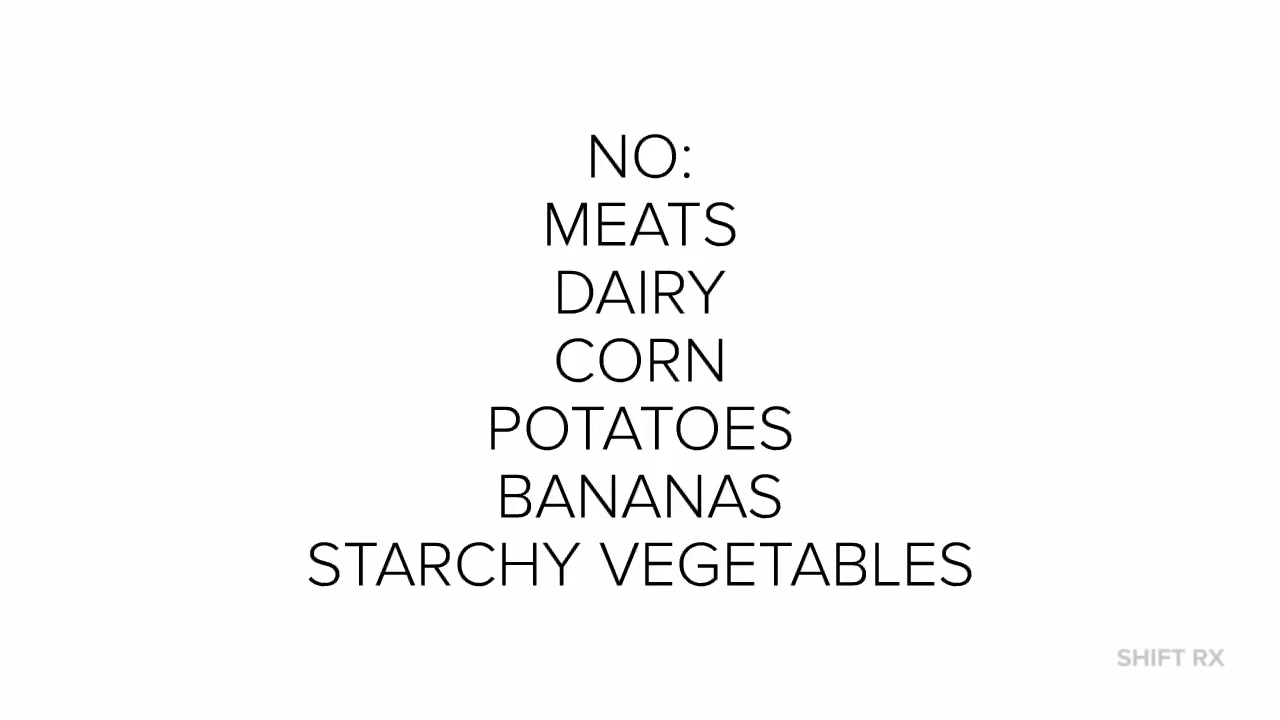 NO:
MEATS
DAIRY
CORN
POTATOES
BANANAS
STARCHY VEGETABLES
SHIFT RX